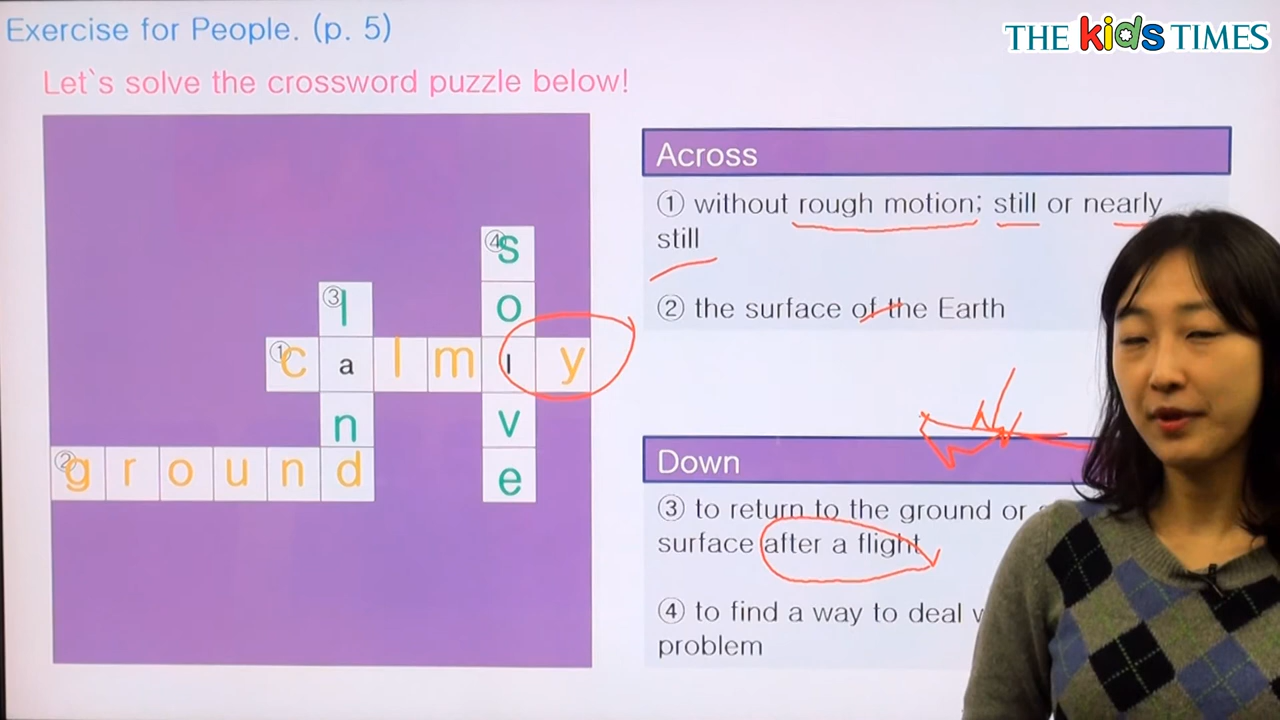 Exercise for People. (p. 5)
THE kids TIMES
Let`s solve the crossword puzzle below!
Across
① without rough motion; still or nearly
still
② the surface of the Earth
④ s
③ l o
① c a l m l y
n v
② g r o u n d e
Down
③ to return to the ground or
surface after a flight
④ to find a way to deal
problem